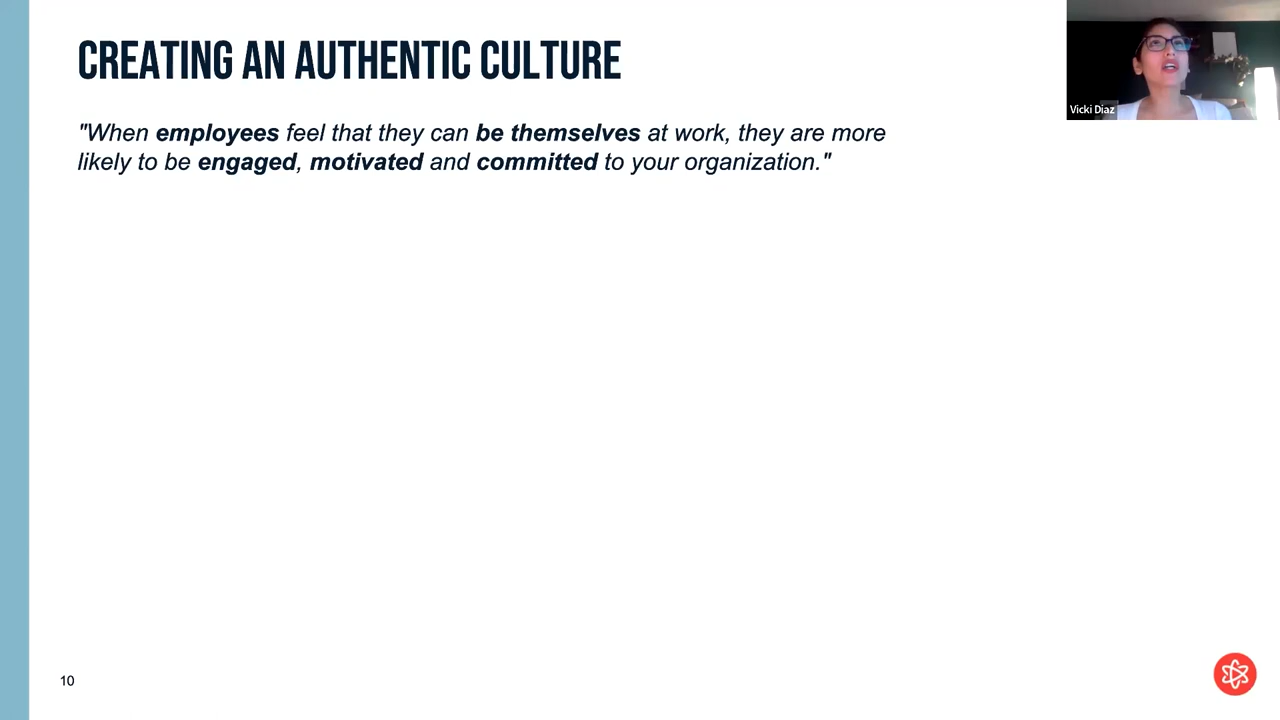 CREATING AN AUTHENTIC CULTURE
Vicki Diaz
"When employees feel that they can be themselves at work, they are more
likely to be engaged, motivated and committed to your organization."
10